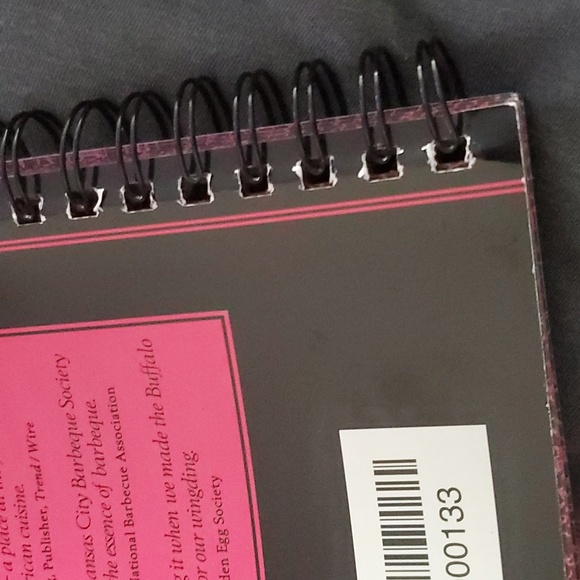 a place at
rican cuisine.
, Publisher, Trend/Wire
ansas City Barbeque Society
he essence of barbeque.
ational Barbecue Association
g it when we made the Buffalo
or our wingding
den Egg Society
00133